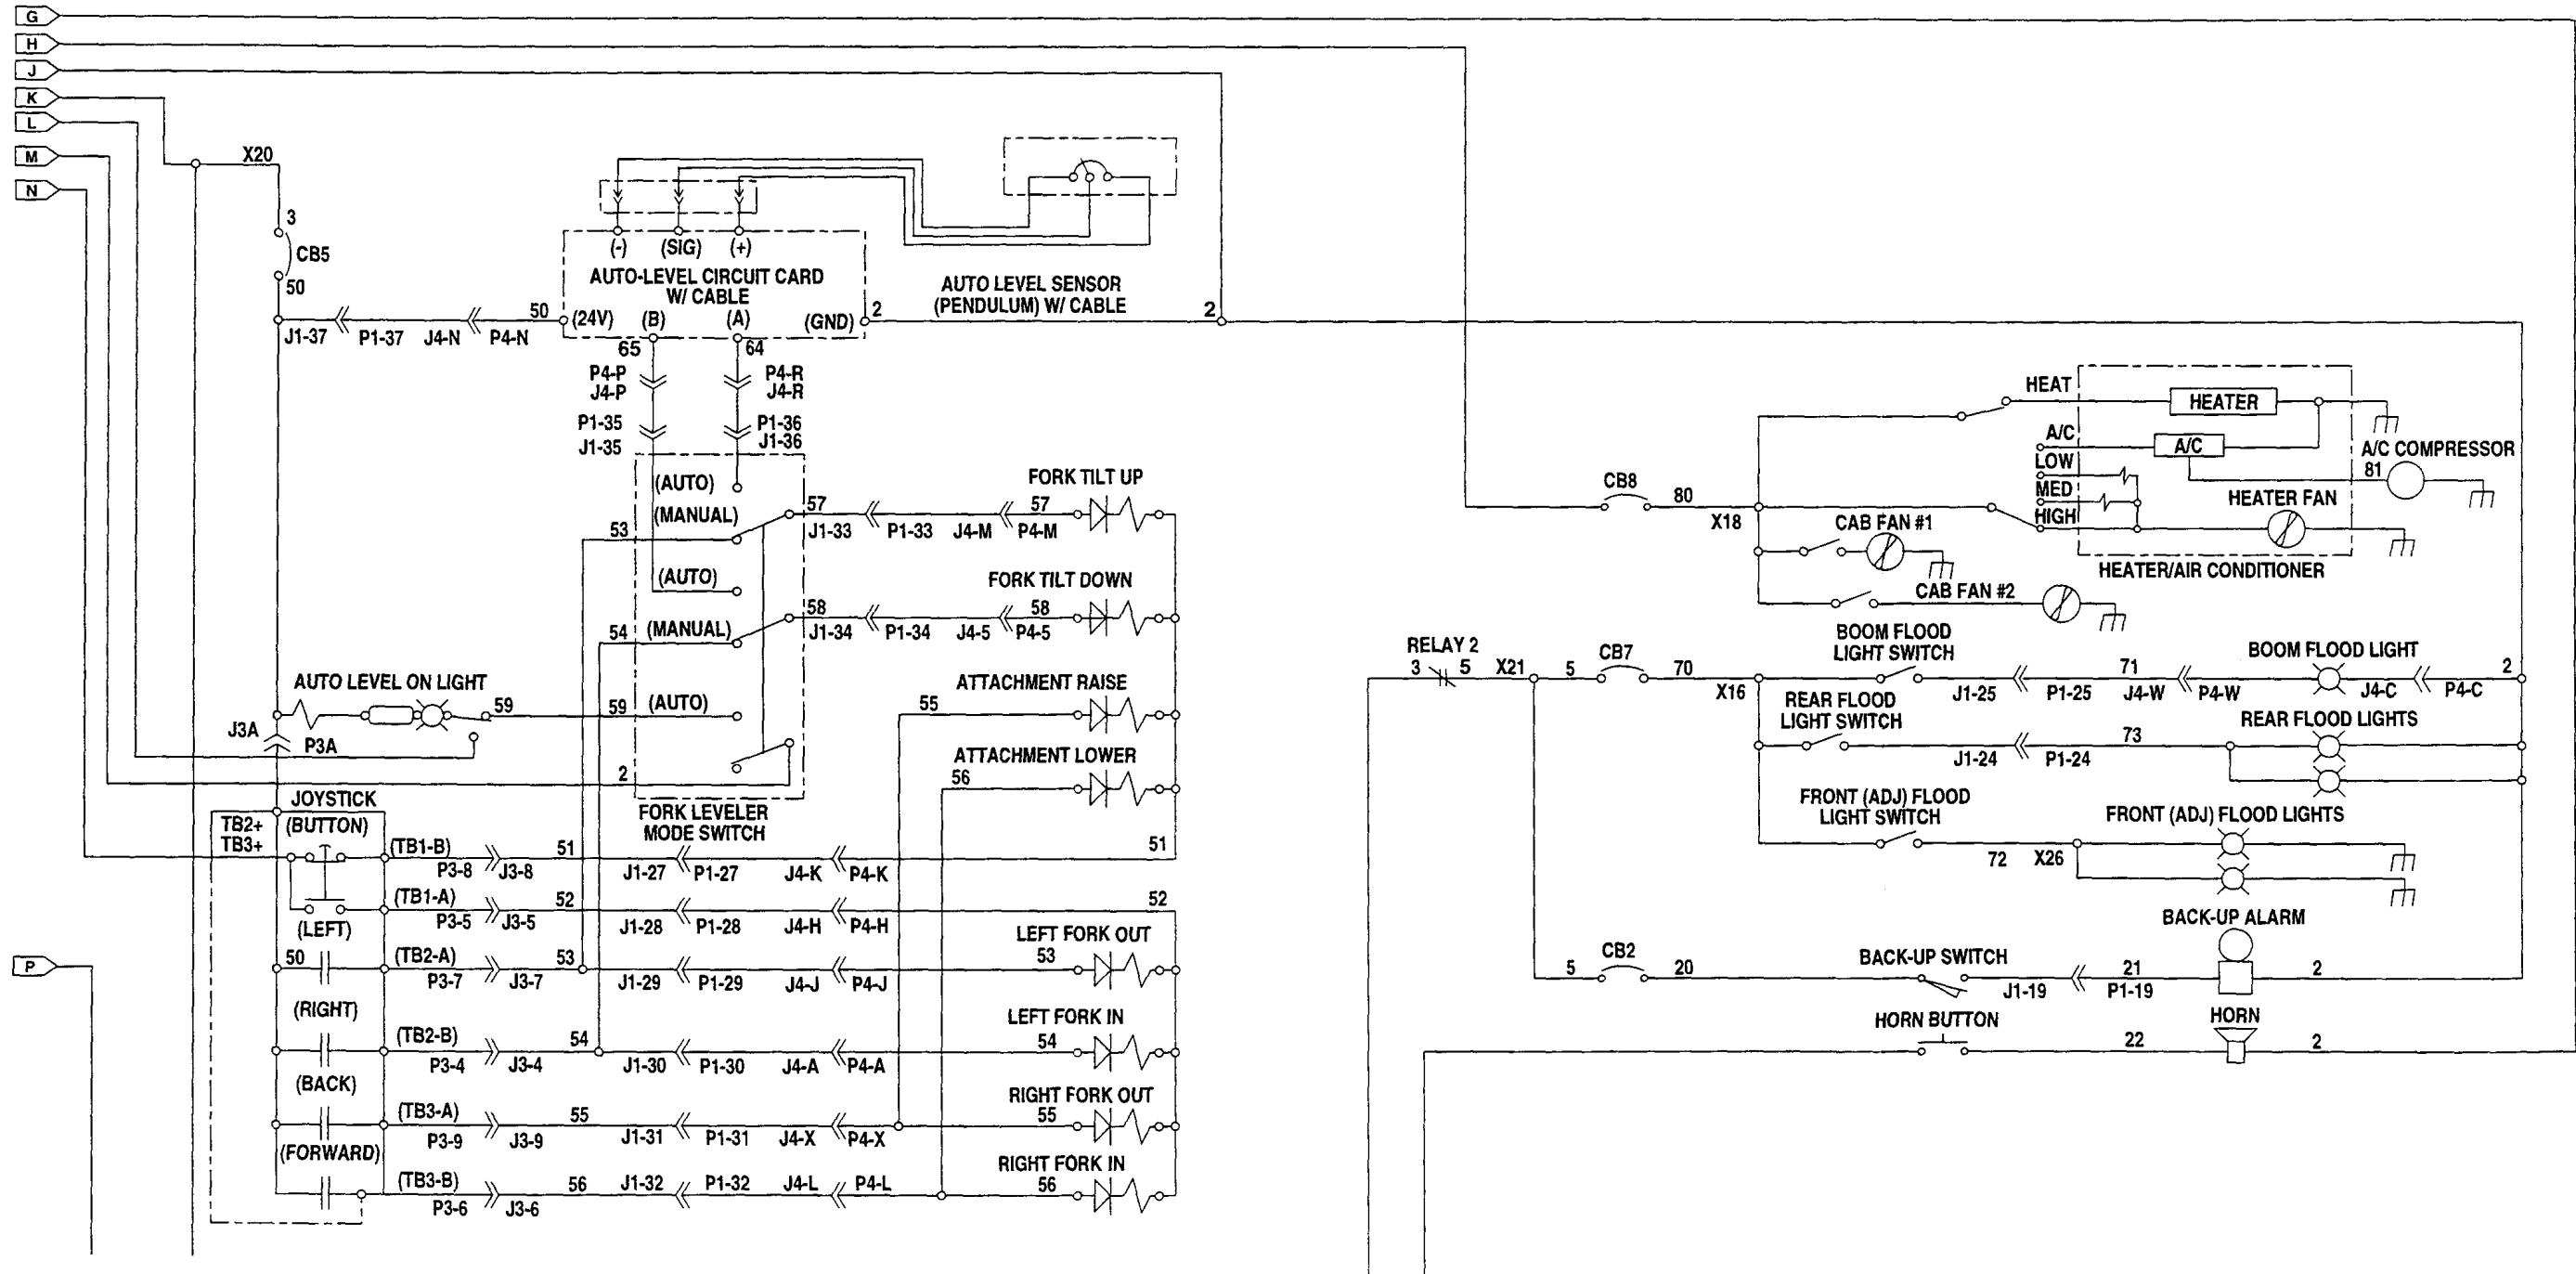 G
H
J
K
L
M
N
P
X20
3
CB5
50
J1-37
P1-37
J4-N
P4-N
50
(-)
(SIG)
(+)
AUTO-LEVEL CIRCUIT CARD
W/ CABLE
(24V)
(B)
(A)
(GND)
2
AUTO LEVEL SENSOR
(PENDULUM) W/ CABLE
2
65
64
P4-P
J4-P
P4-R
J4-R
P1-35
J1-35
P1-36
J1-36
(AUTO)
(MANUAL)
53
57
J1-33
P1-33
J4-M
57
P4-M
FORK TILT UP
(AUTO)
(MANUAL)
54
58
J1-34
P1-34
J4-5
58
P4-5
FORK TILT DOWN
AUTO LEVEL ON LIGHT
59
59
(AUTO)
J3A
P3A
2
FORK LEVELER
MODE SWITCH
ATTACHMENT RAISE
55
ATTACHMENT LOWER
56
JOYSTICK
(BUTTON)
TB2+
TB3+
(TB1-B)
P3-8
J3-8
51
J1-27
P1-27
J4-K
P4-K
51
(TB1-A)
P3-5
J3-5
52
J1-28
P1-28
J4-H
P4-H
52
(LEFT)
50
(TB2-A)
P3-7
J3-7
53
J1-29
P1-29
J4-J
P4-J
LEFT FORK OUT
53
(RIGHT)
(TB2-B)
P3-4
J3-4
54
J1-30
P1-30
J4-A
P4-A
LEFT FORK IN
54
(BACK)
(TB3-A)
P3-9
J3-9
55
J1-31
P1-31
J4-X
P4-X
RIGHT FORK OUT
55
(FORWARD)
(TB3-B)
P3-6
J3-6
56
J1-32
P1-32
J4-L
P4-L
RIGHT FORK IN
56
CB8
80
X18
HEAT
HEATER
A/C
A/C
LOW
MED
HIGH
A/C COMPRESSOR
81
HEATER FAN
HEATER/AIR CONDITIONER
CAB FAN #1
CAB FAN #2
RELAY 2
3
5
X21
5
CB7
70
X16
BOOM FLOOD
LIGHT SWITCH
J1-25
P1-25
71
J4-W
P4-W
BOOM FLOOD LIGHT
J4-C
P4-C
2
REAR FLOOD
LIGHT SWITCH
J1-24
P1-24
73
REAR FLOOD LIGHTS
FRONT (ADJ) FLOOD
LIGHT SWITCH
72
X26
FRONT (ADJ) FLOOD LIGHTS
5
CB2
20
BACK-UP SWITCH
J1-19
P1-19
21
BACK-UP ALARM
2
HORN BUTTON
22
HORN
2